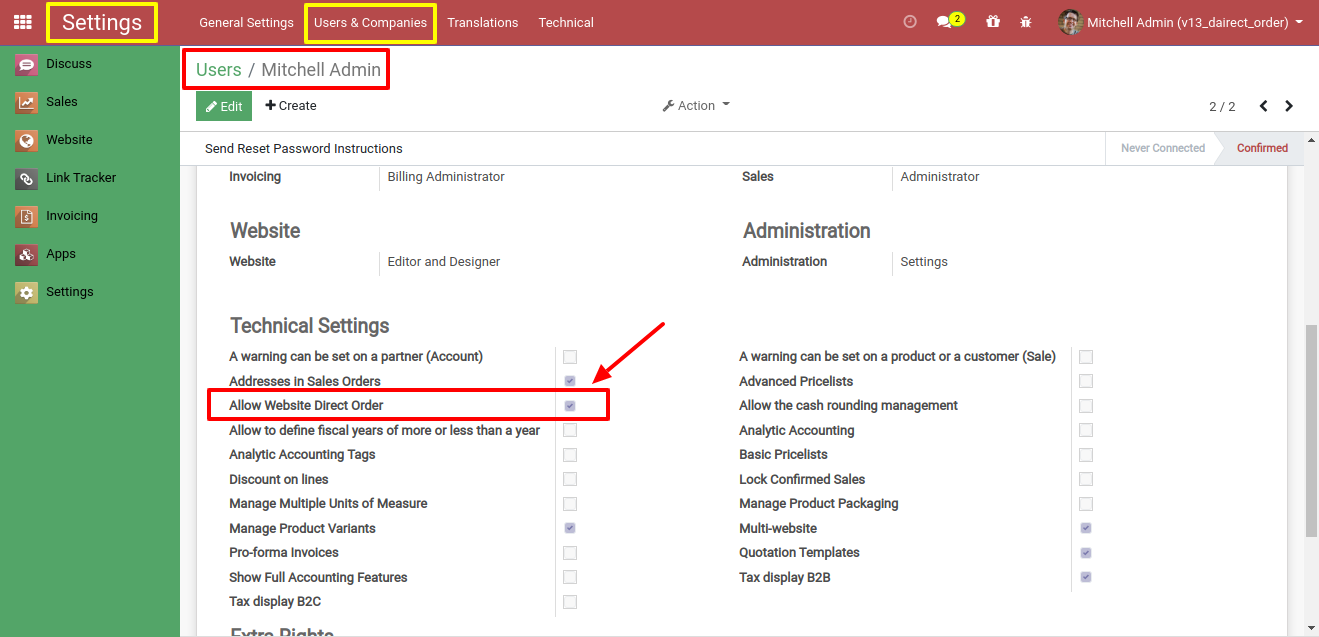 Settings General Settings Users & Companies Translations Technical 2 Mitchell Admin (v13_dairect_order)
Discuss
Sales
Website
Link Tracker
Invoicing
Apps
Settings
Users / Mitchell Admin
Edit Create Action 2 / 2
Send Reset Password Instructions Never Connected Confirmed
Invoicing Billing Administrator Sales Administrator
Website Administration
Website Editor and Designer Administration Settings
Technical Settings
A warning can be set on a partner (Account) A warning can be set on a product or a customer (Sale)
Addresses in Sales Orders Advanced Pricelists
Allow Website Direct Order Allow the cash rounding management
Allow to define fiscal years of more or less than a year Analytic Accounting
Analytic Accounting Tags Basic Pricelists
Discount on lines Lock Confirmed Sales
Manage Multiple Units of Measure Manage Product Packaging
Manage Product Variants Multi-website
Pro-forma Invoices Quotation Templates
Show Full Accounting Features Tax display B2B
Tax display B2C
Extra Rights